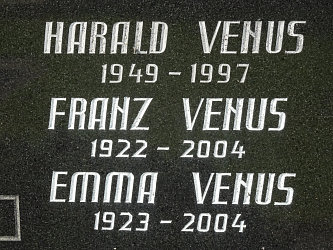 HARALD VENUS
1949 - 1997
FRANZ VENUS
1922 - 2004
EMMA VENUS
1923 - 2004